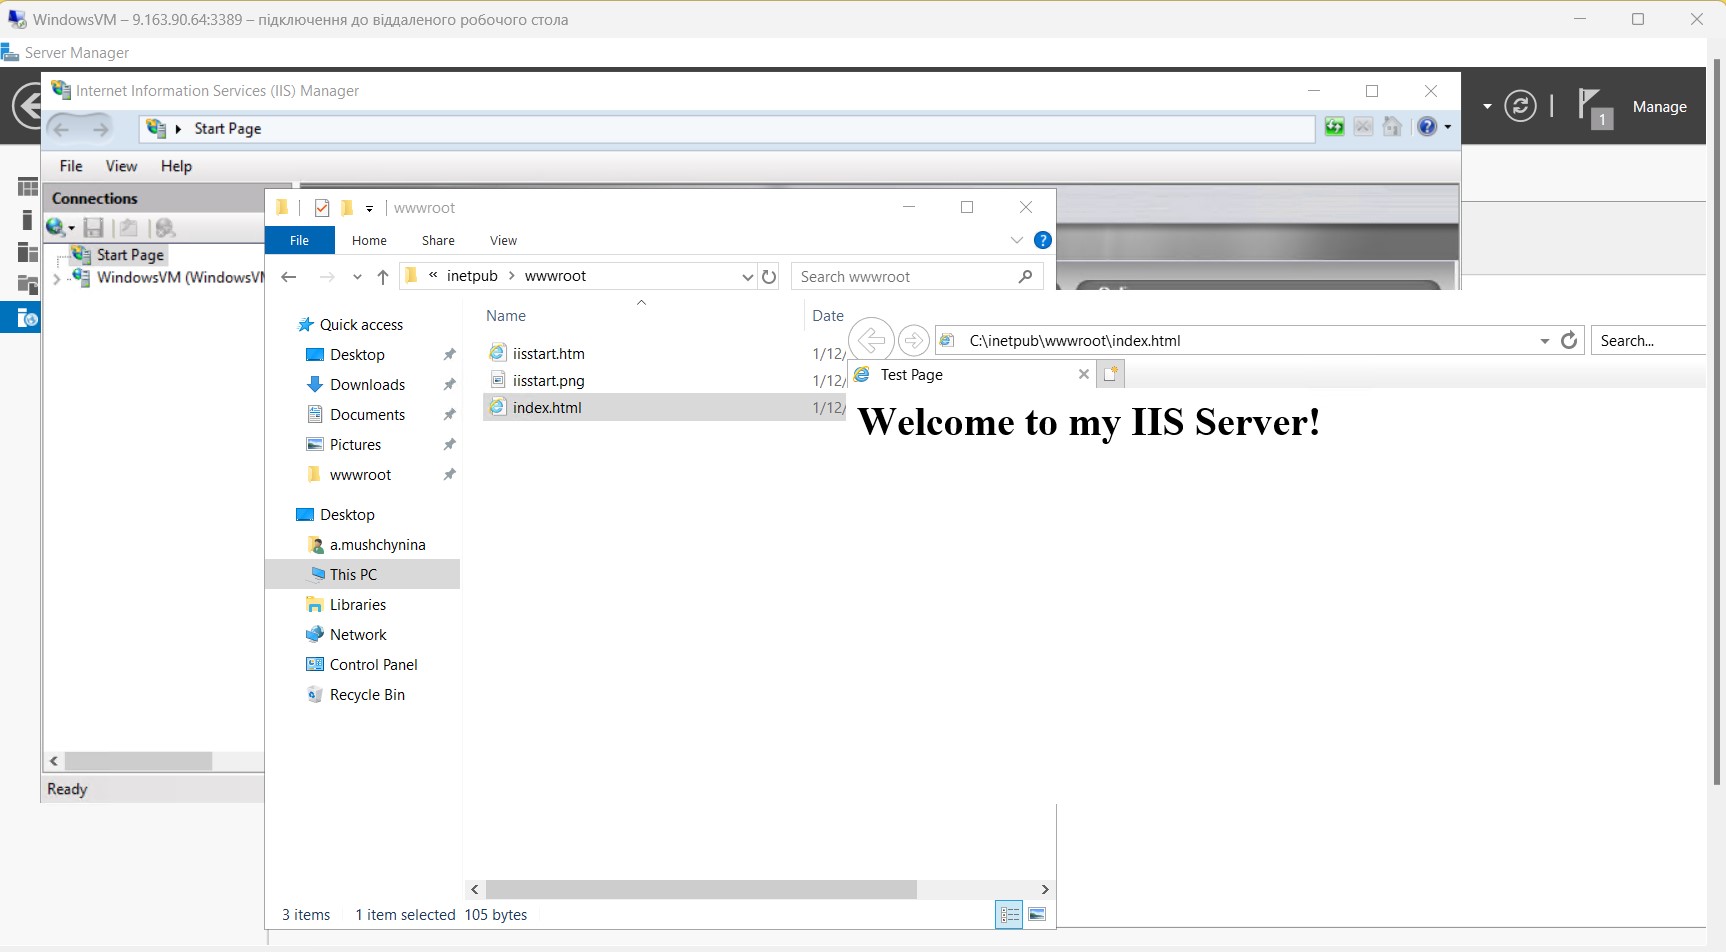 WindowsVM – 9.163.90.64:3389 – підключення до віддаленого робочого стола
Server Manager
Internet Information Services (IIS) Manager
Start Page
1
Manage
File View Help
Connections
Start Page
WindowsVM (WindowsVM
Ready
wwwroot
File Home Share View
inetpub wwwroot
Search wwwroot
Quick access
Desktop
Downloads
Documents
Pictures
wwwroot
Desktop
a.mushchynina
This PC
Libraries
Network
Control Panel
Recycle Bin
Name Date
iisstart.htm 1/12/
iisstart.png 1/12/
index.html 1/12/
3 items 1 item selected 105 bytes
C:\inetpub\wwwroot\index.html
Search...
Test Page
Welcome to my IIS Server!